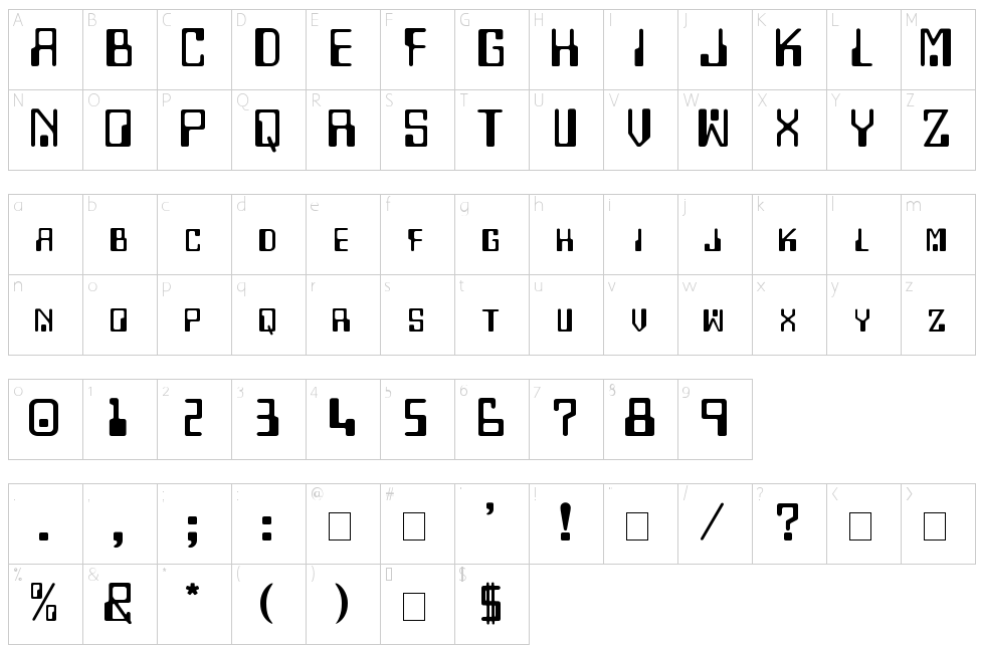 A B C D E F G H I J K L M
A B C D E F G H I J K L M
N O P Q R S T U V W X Y Z
N O P Q R S T U V W X Y Z
a b c d e f g h i j k l m
A B C D E F G H I J K L M
n o p q r s t u v w x y z
N O P Q R S T U V W X Y Z
0 1 2 3 4 5 6 7 8 9
0 1 2 3 4 5 6 7 8 9
. , ; : @ # ' ! / ? < >
. , ; : ' ! / ?
% & * ( ) $
% & * ( ) $